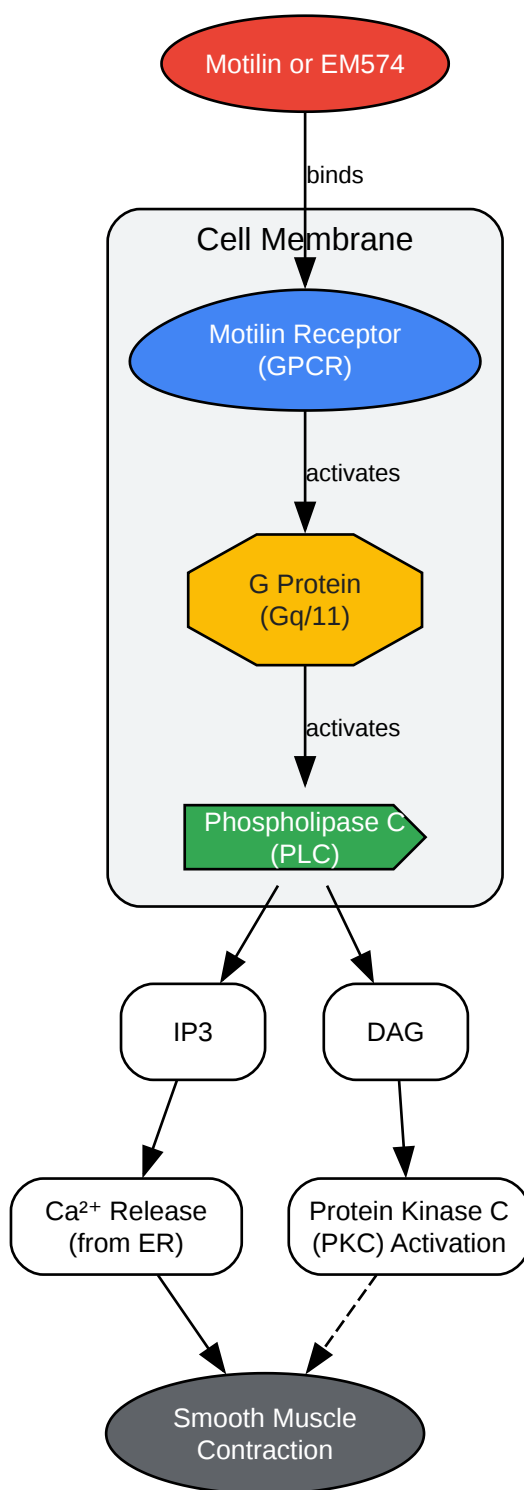 Motilin or EM574
binds
Cell Membrane
Motilin Receptor
(GPCR)
activates
G Protein
(Gq/11)
activates
Phospholipase C
(PLC)
IP3
DAG
Ca²⁺ Release
(from ER)
Protein Kinase C
(PKC) Activation
Smooth Muscle
Contraction